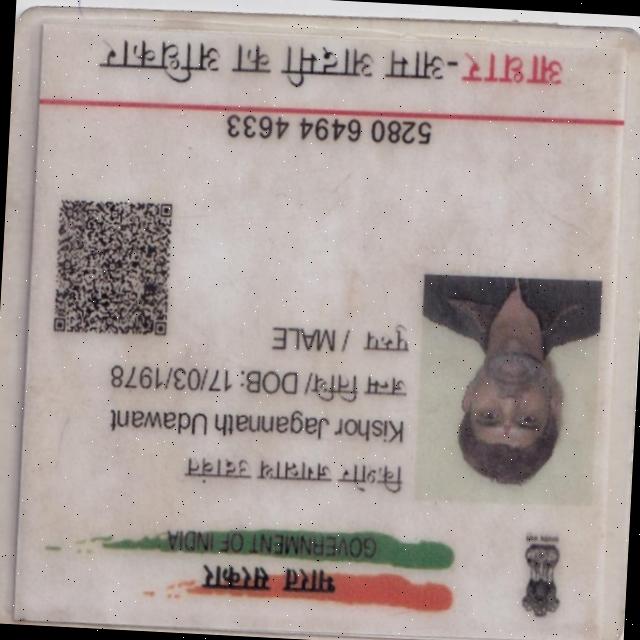 भारत सरकार
GOVERNMENT OF INDIA
किशोर जगन्नाथ उदावंत
Kishor Jagannath Udawant
जन्म तिथि/ DOB: 17/03/1978
पुरुष / MALE
5280 6494 4633
आधार-आम आदमी का अधिकार